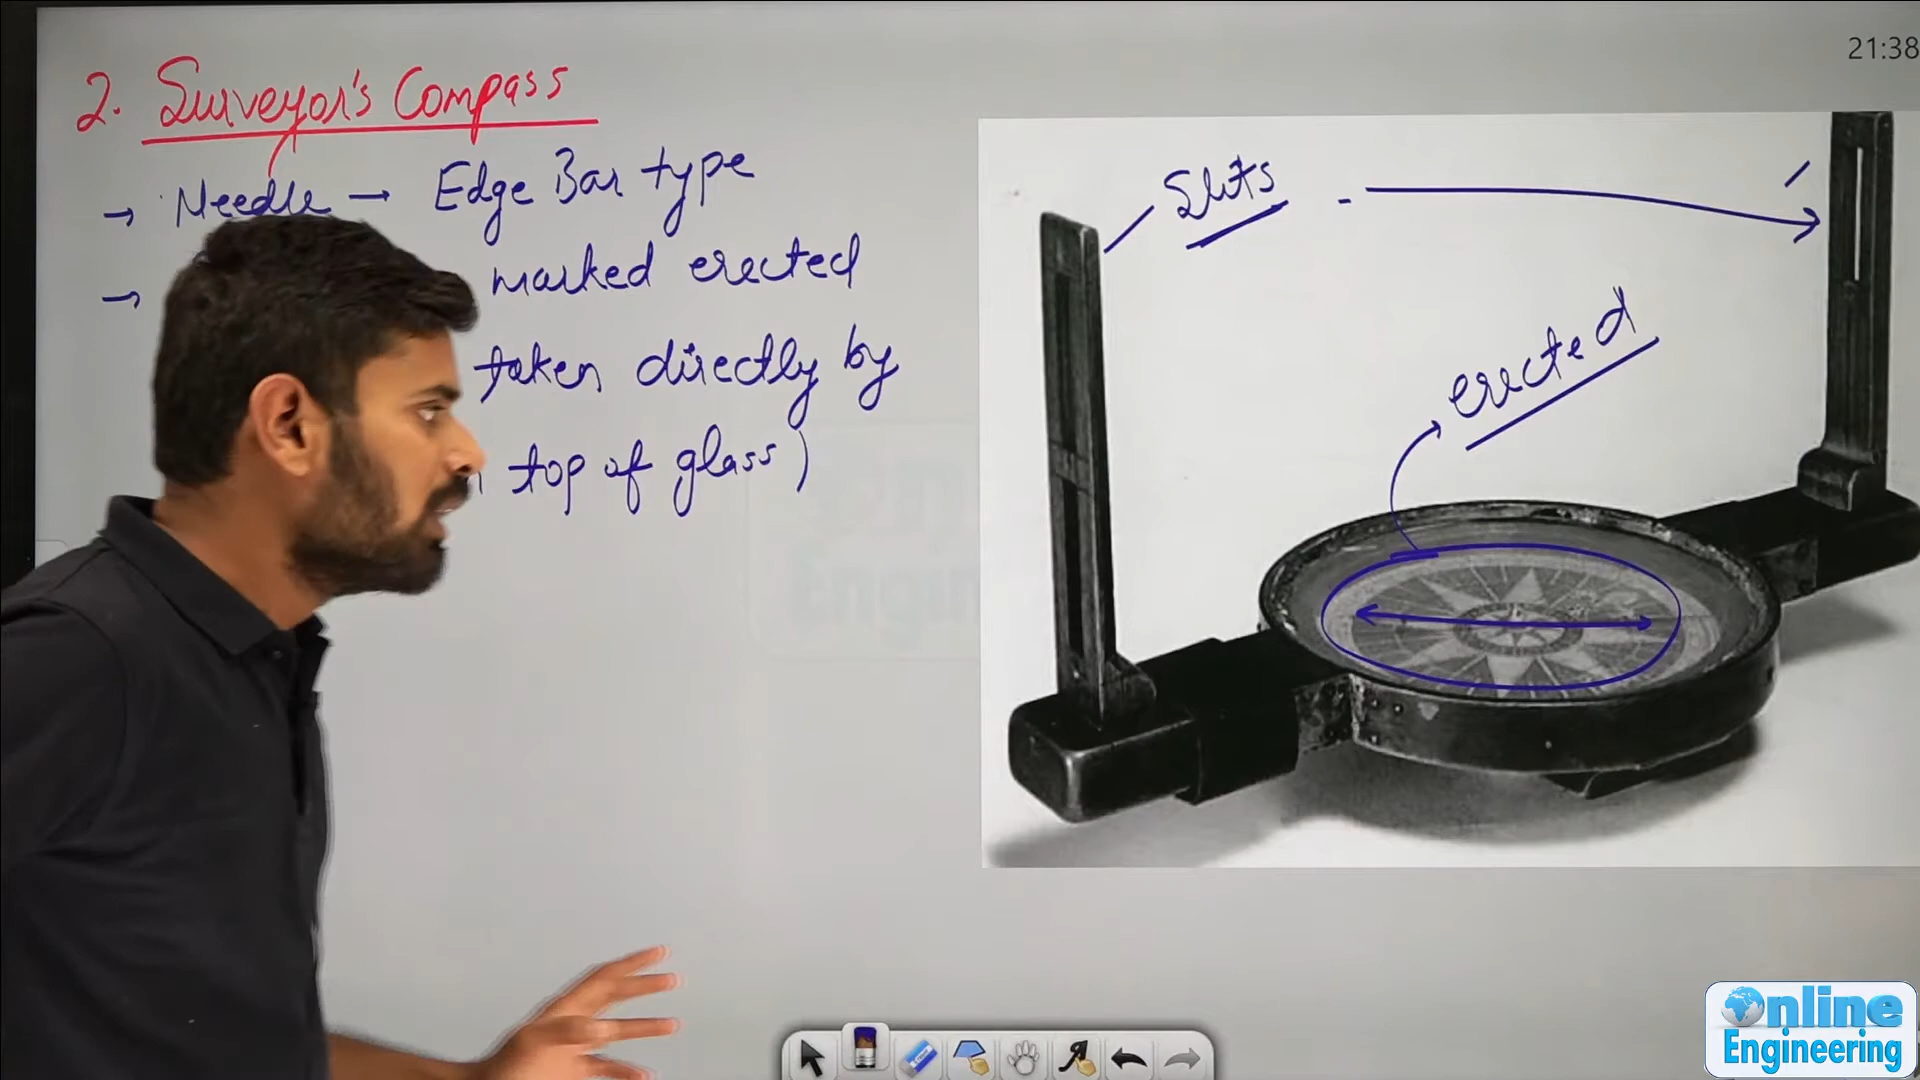 21:38
2. Surveyor's Compass
→ Needle → Edge Bar type
→ marked erected
taken directly by
top of glass)
Slits
erected
Online
Engineering